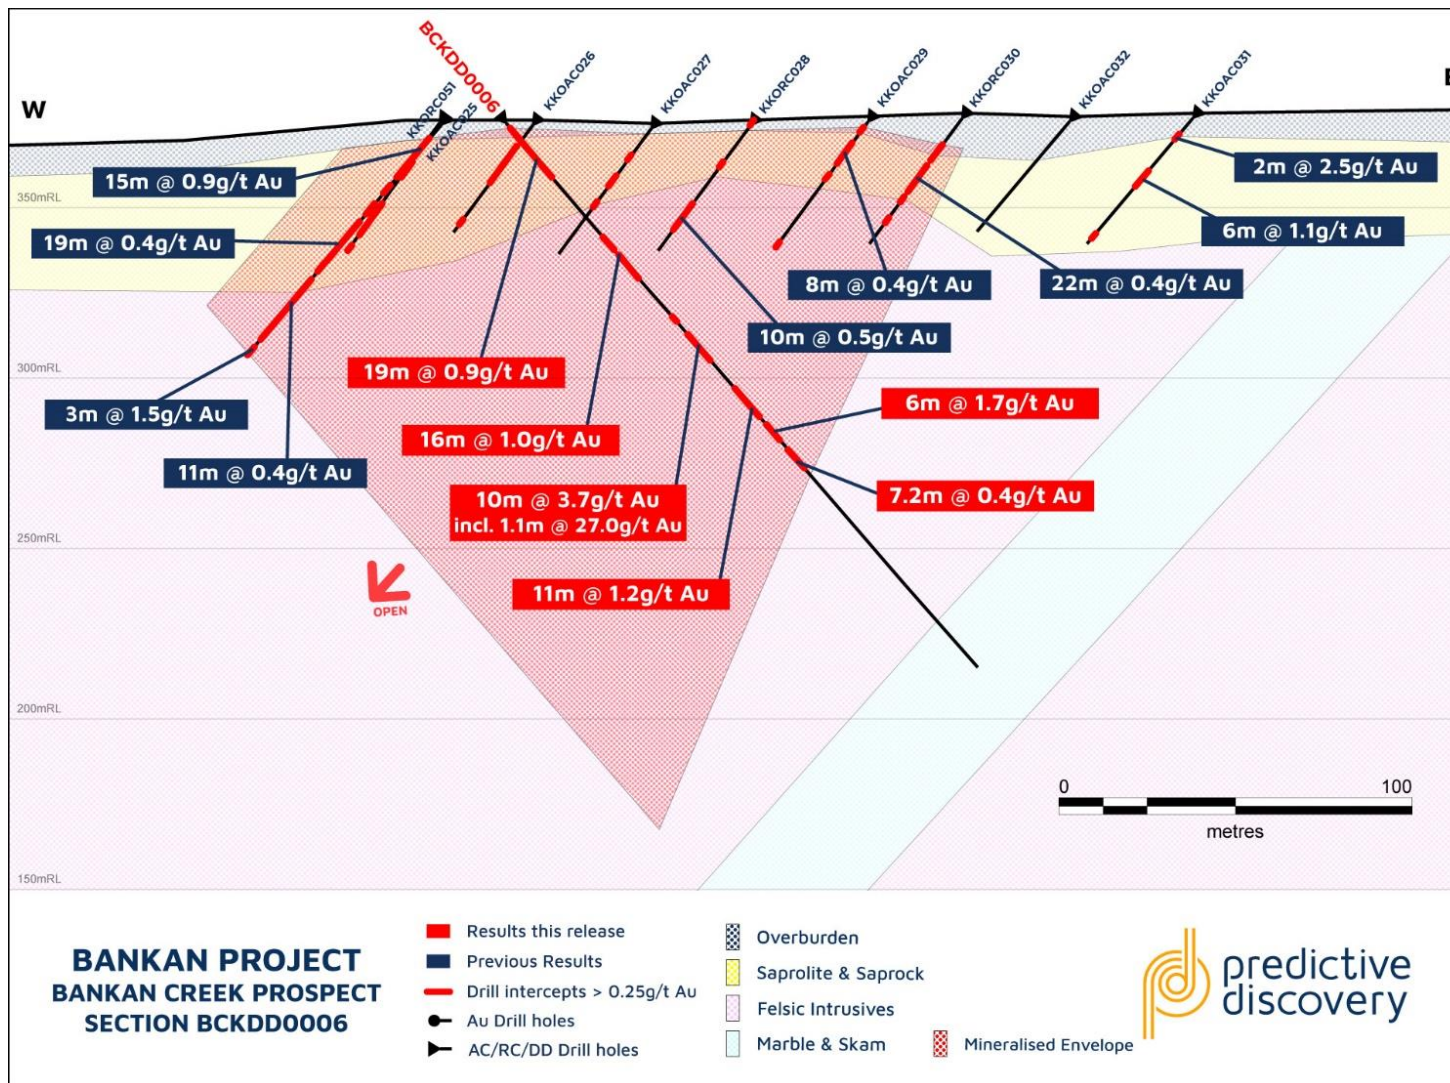 W
E
KKORC051
KKOAC025
BCKDD0006
KKOAC026
KKOAC027
KKORC028
KKOAC029
KKORC030
KKOAC032
KKOAC031
15m @ 0.9g/t Au
2m @ 2.5g/t Au
350mRL
19m @ 0.4g/t Au
6m @ 1.1g/t Au
8m @ 0.4g/t Au
22m @ 0.4g/t Au
10m @ 0.5g/t Au
300mRL
19m @ 0.9g/t Au
3m @ 1.5g/t Au
6m @ 1.7g/t Au
16m @ 1.0g/t Au
11m @ 0.4g/t Au
10m @ 3.7g/t Au
incl. 1.1m @ 27.0g/t Au
7.2m @ 0.4g/t Au
250mRL
11m @ 1.2g/t Au
OPEN
200mRL
0 100
metres
150mRL
BANKAN PROJECT
BANKAN CREEK PROSPECT
SECTION BCKDD0006
Results this release
Previous Results
Drill intercepts > 0.25g/t Au
Au Drill holes
AC/RC/DD Drill holes
Overburden
Saprolite & Saprock
Felsic Intrusives
Marble & Skam
Mineralised Envelope
predictive
discovery